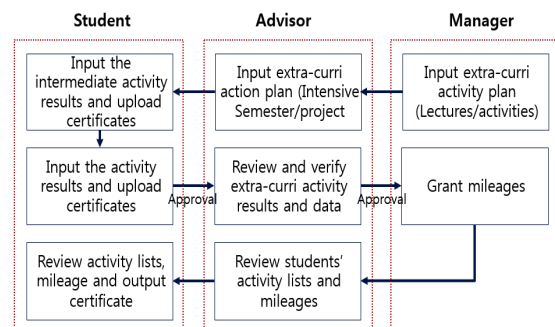 Student
Advisor
Manager
Input the
intermediate activity
results and upload
certificates
Input extra-curri
action plan (Intensive
Semester/project
Input extra-curri
activity plan
(Lectures/activities)
Input the activity
results and upload
certificates
Approval
Review and verify
extra-curri activity
results and data
Approval
Grant mileages
Review activity lists,
mileage and output
certificate
Review students’
activity lists and
mileages